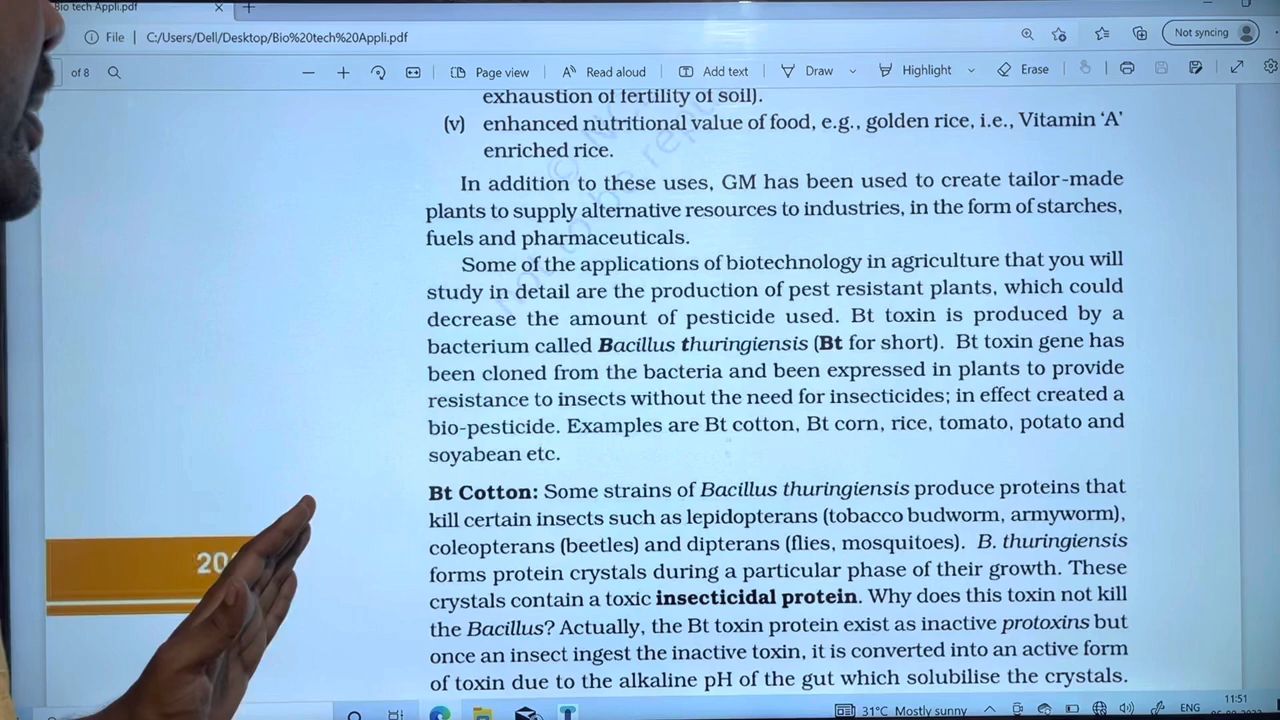 Bio tech Appli.pdf
File | C:/Users/Dell/Desktop/Bio%20tech%20Appli.pdf
Not syncing
of 8
Page view
Read aloud
Add text
Draw
Highlight
Erase
exhaustion of fertility of soil).
(v) enhanced nutritional value of food, e.g., golden rice, i.e., Vitamin ‘A’
enriched rice.
In addition to these uses, GM has been used to create tailor-made
plants to supply alternative resources to industries, in the form of starches,
fuels and pharmaceuticals.
Some of the applications of biotechnology in agriculture that you will
study in detail are the production of pest resistant plants, which could
decrease the amount of pesticide used. Bt toxin is produced by a
bacterium called Bacillus thuringiensis (Bt for short). Bt toxin gene has
been cloned from the bacteria and been expressed in plants to provide
resistance to insects without the need for insecticides; in effect created a
bio-pesticide. Examples are Bt cotton, Bt corn, rice, tomato, potato and
soyabean etc.
Bt Cotton: Some strains of Bacillus thuringiensis produce proteins that
kill certain insects such as lepidopterans (tobacco budworm, armyworm),
coleopterans (beetles) and dipterans (flies, mosquitoes). B. thuringiensis
forms protein crystals during a particular phase of their growth. These
crystals contain a toxic insecticidal protein. Why does this toxin not kill
the Bacillus? Actually, the Bt toxin protein exist as inactive protoxins but
once an insect ingest the inactive toxin, it is converted into an active form
of toxin due to the alkaline pH of the gut which solubilise the crystals.
31°C Mostly sunny
ENG
11:51